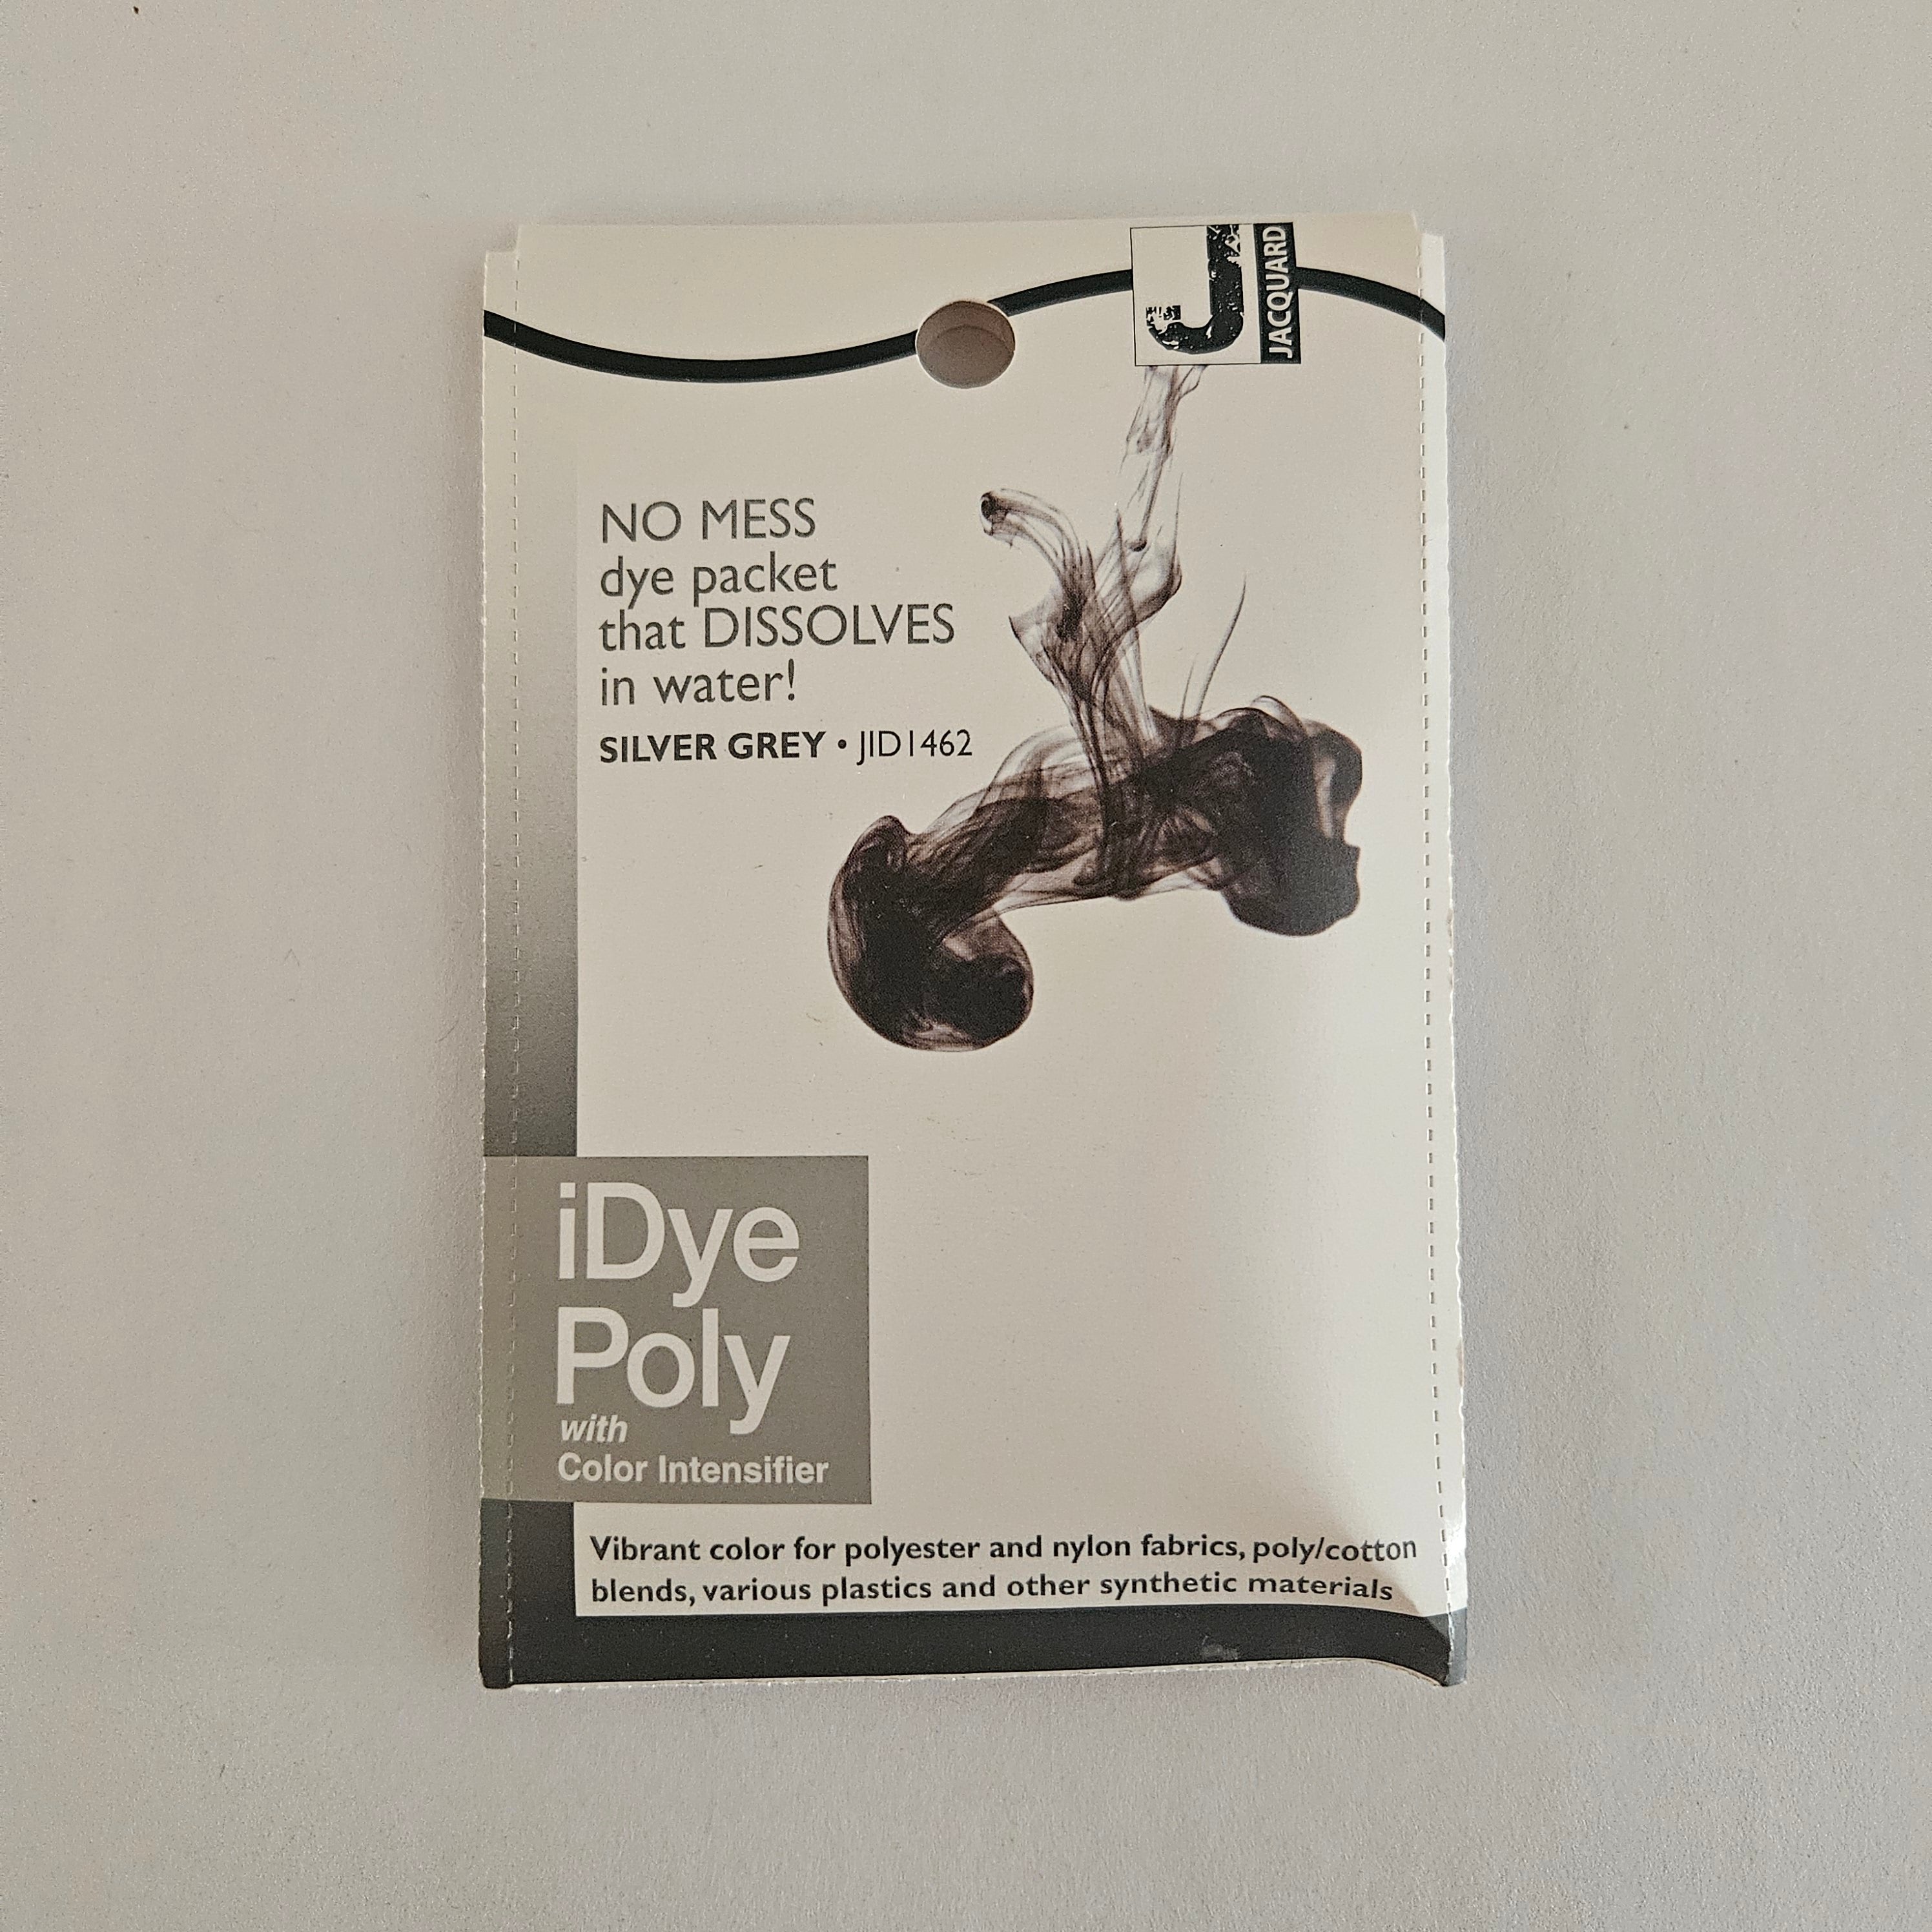 J
JACQUARD
NO MESS
dye packet
that DISSOLVES
in water!
SILVER GREY • JID1462
iDye
Poly
with
Color Intensifier
Vibrant color for polyester and nylon fabrics, poly/cotton
blends, various plastics and other synthetic materials